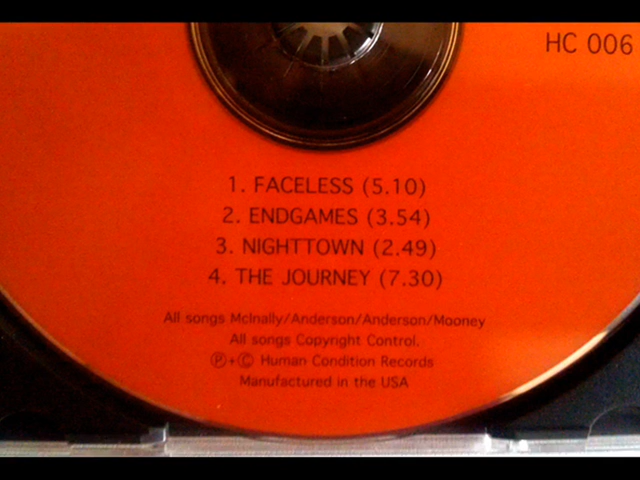 HC 006
1. FACELESS (5.10)
2. ENDGAMES (3.54)
3. NIGHTTOWN (2.49)
4. THE JOURNEY (7.30)
All songs McInally/Anderson/Anderson/Mooney
All songs Copyright Control.
℗+© Human Condition Records
Manufactured in the USA